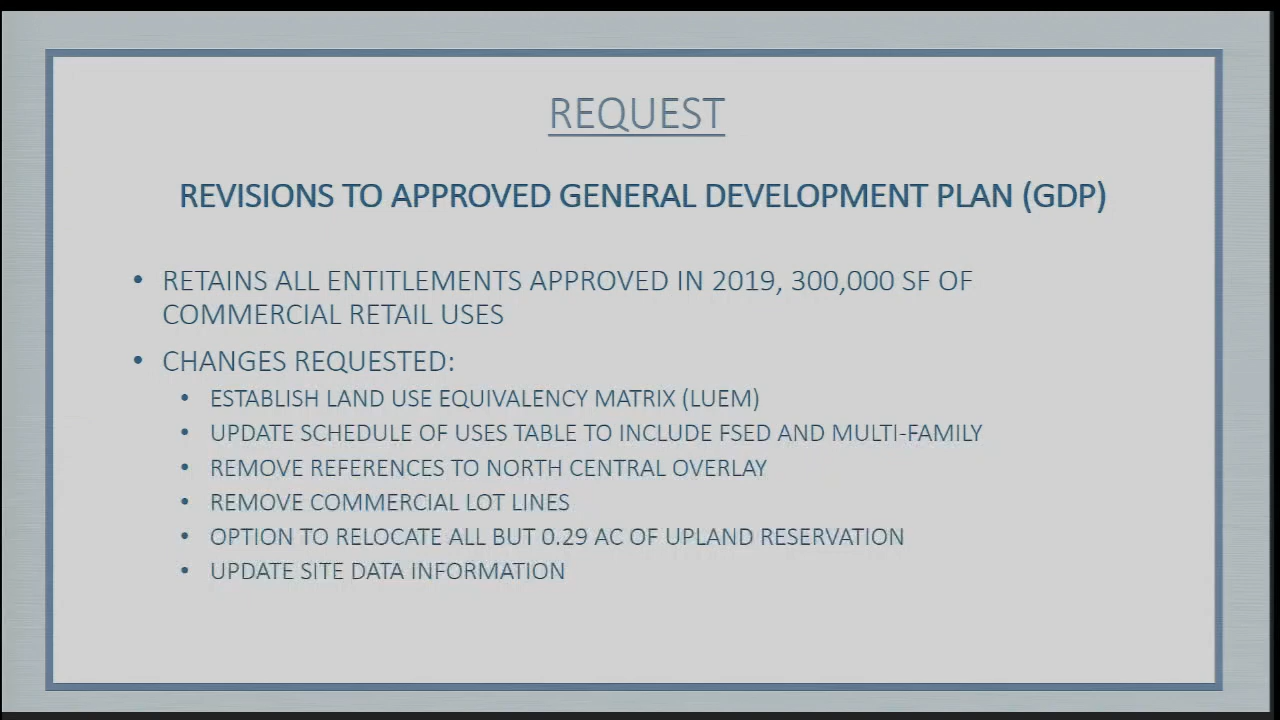 REQUEST
REVISIONS TO APPROVED GENERAL DEVELOPMENT PLAN (GDP)
• RETAINS ALL ENTITLEMENTS APPROVED IN 2019, 300,000 SF OF
COMMERCIAL RETAIL USES
• CHANGES REQUESTED:
• ESTABLISH LAND USE EQUIVALENCY MATRIX (LUEM)
• UPDATE SCHEDULE OF USES TABLE TO INCLUDE FSED AND MULTI-FAMILY
• REMOVE REFERENCES TO NORTH CENTRAL OVERLAY
• REMOVE COMMERCIAL LOT LINES
• OPTION TO RELOCATE ALL BUT 0.29 AC OF UPLAND RESERVATION
• UPDATE SITE DATA INFORMATION